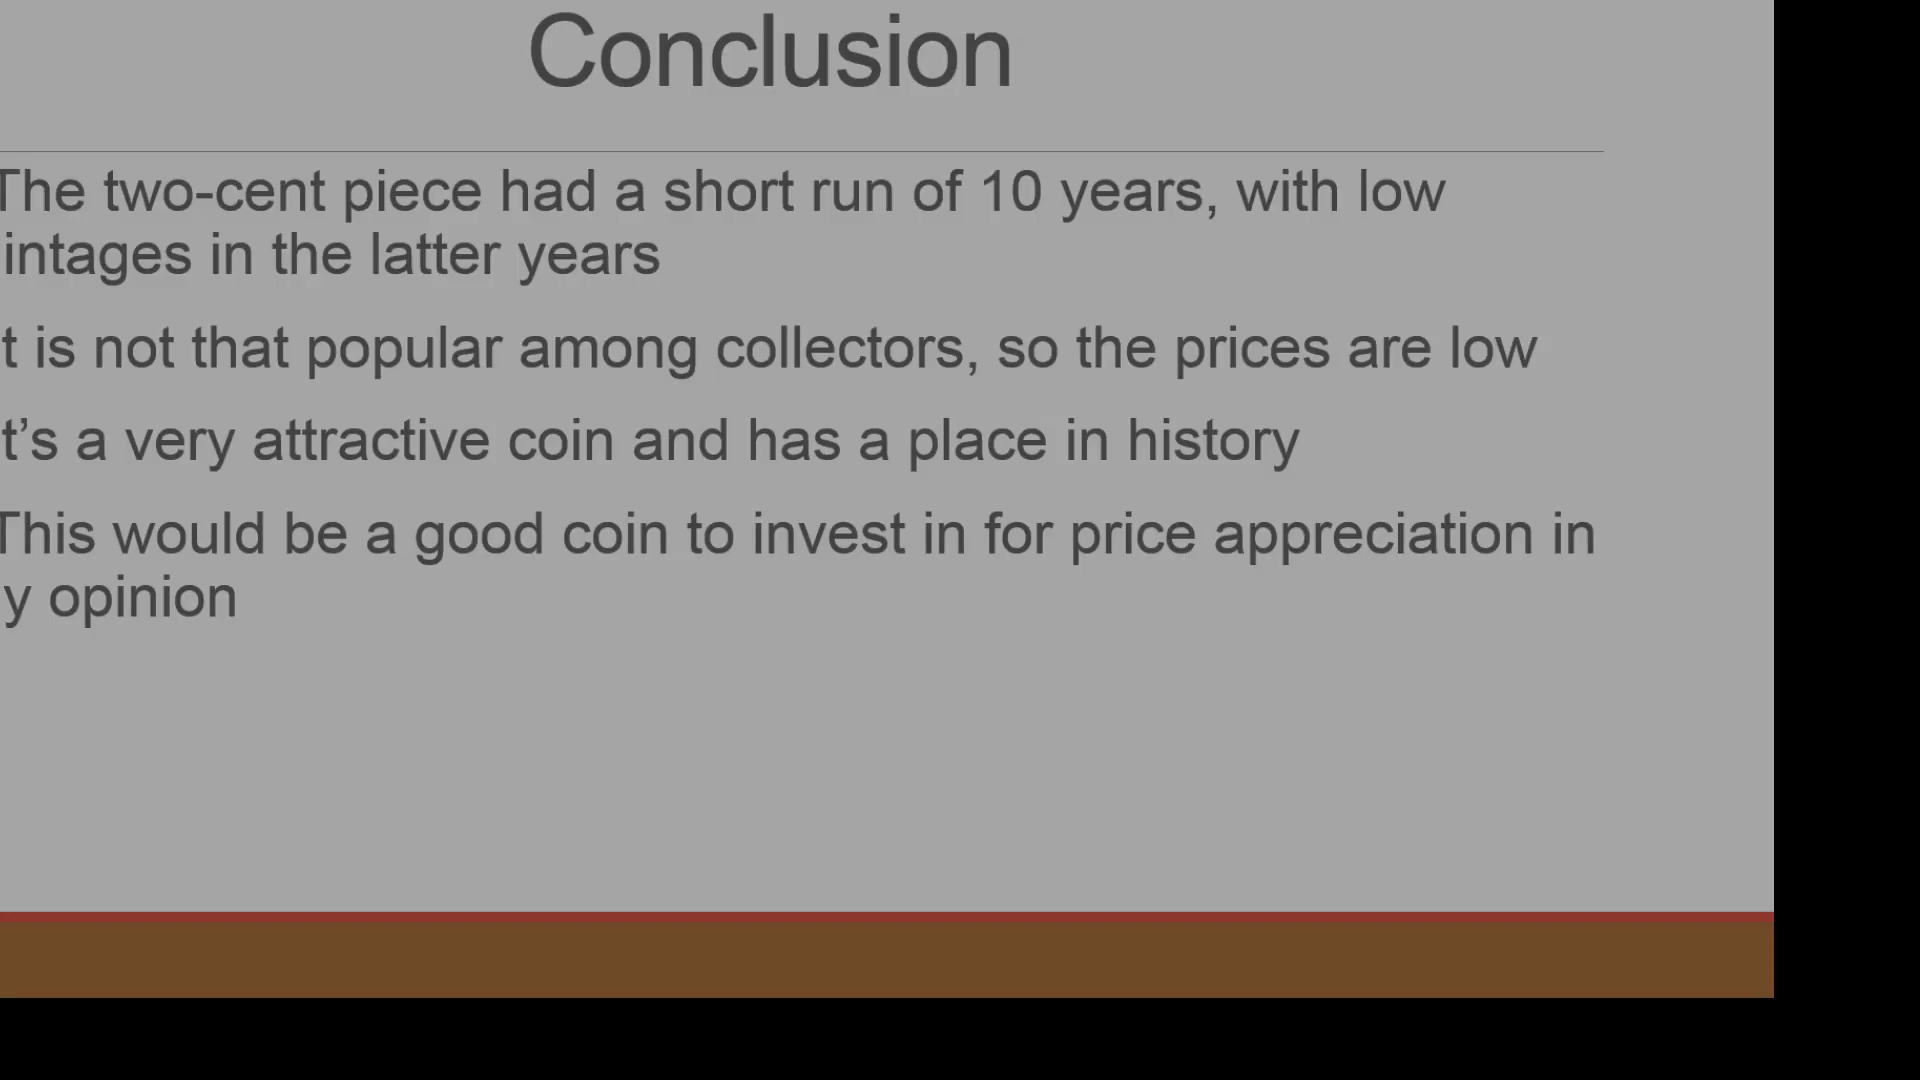 Conclusion
The two-cent piece had a short run of 10 years, with low
intages in the latter years
t is not that popular among collectors, so the prices are low
t’s a very attractive coin and has a place in history
This would be a good coin to invest in for price appreciation in
y opinion